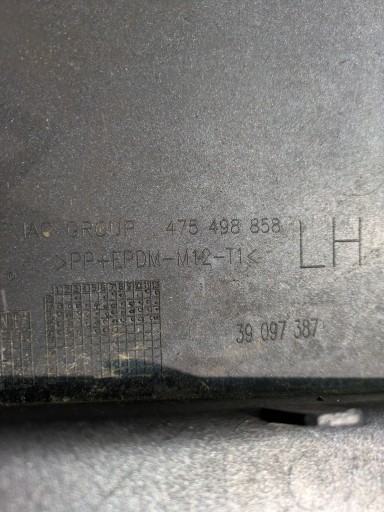 IAC GROUP 475 498 858
>PP+EPDM-M12-T1<
LH
39 097 387